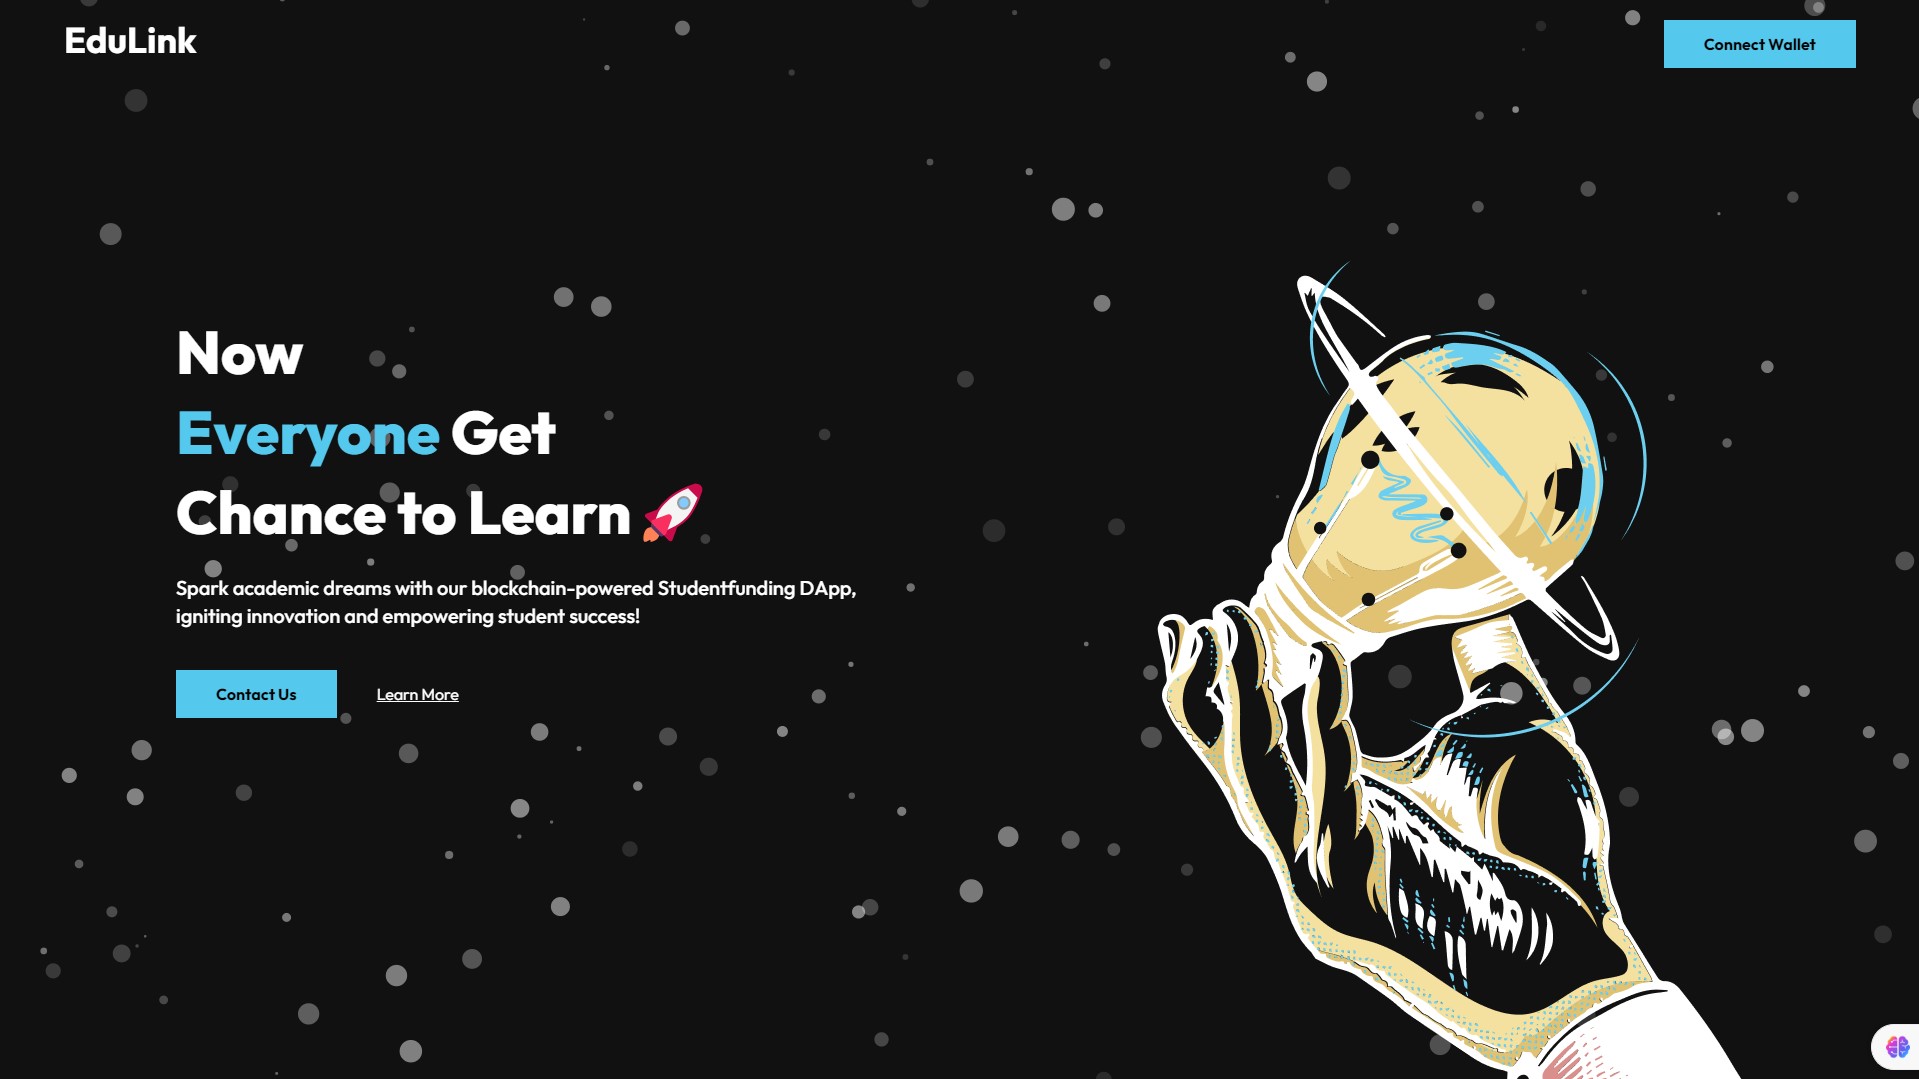 EduLink
Connect Wallet
Now
Everyone Get
Chance to Learn 🚀
Spark academic dreams with our blockchain-powered Studentfunding DApp,
igniting innovation and empowering student success!
Contact Us
Learn More